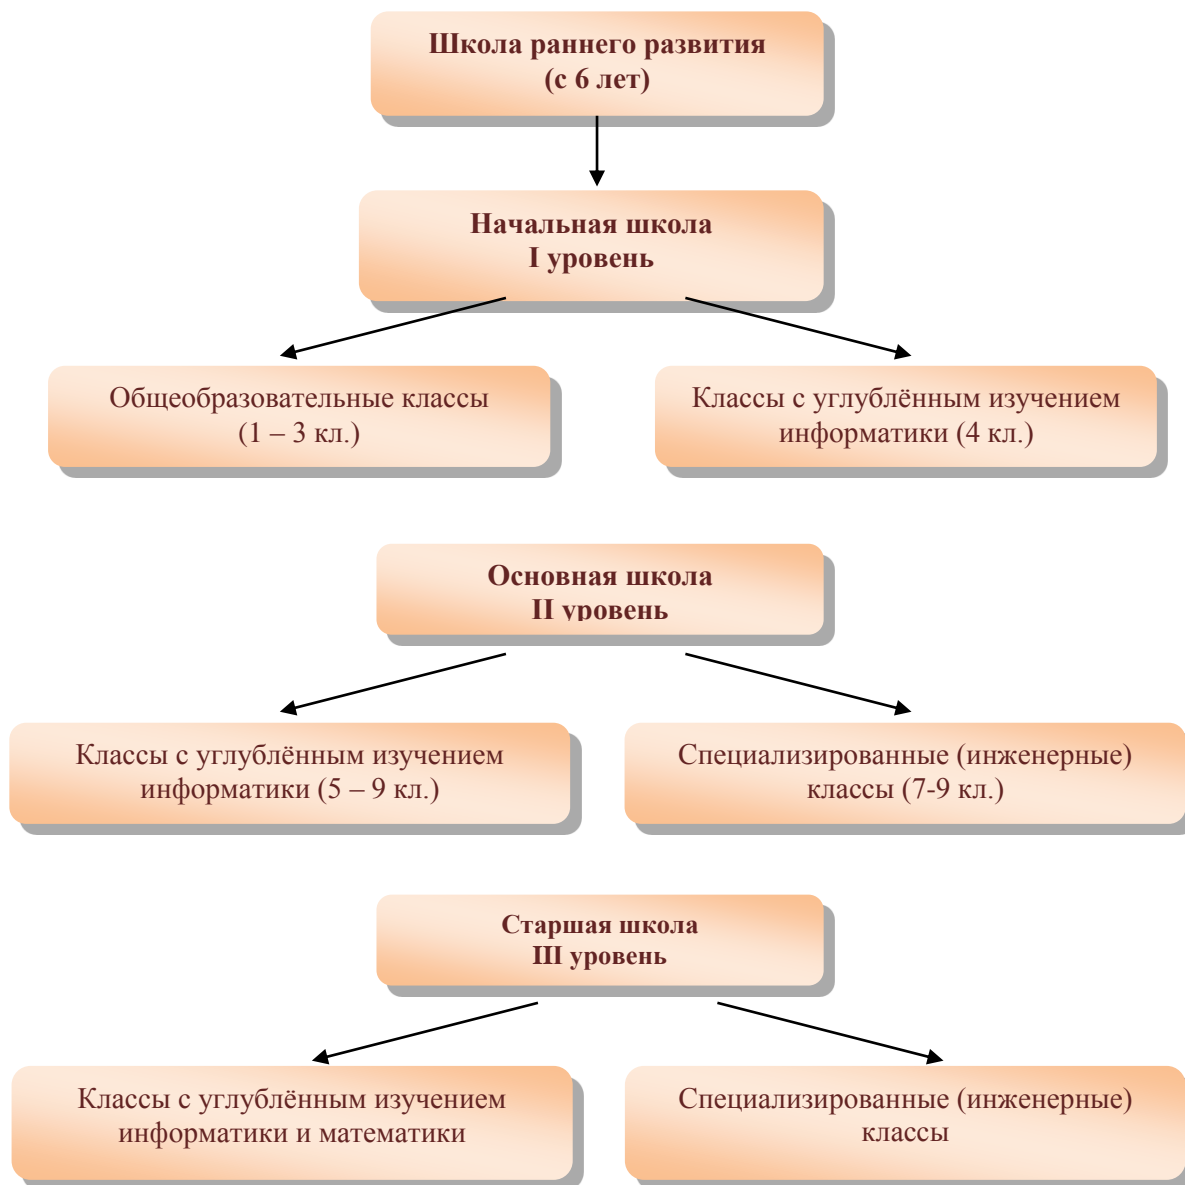 Школа раннего развития
(с 6 лет)
Начальная школа
I уровень
Общеобразовательные классы
(1 – 3 кл.)
Классы с углублённым изучением
информатики (4 кл.)
Основная школа
II уровень
Классы с углублённым изучением
информатики (5 – 9 кл.)
Специализированные (инженерные)
классы (7-9 кл.)
Старшая школа
III уровень
Классы с углублённым изучением
информатики и математики
Специализированные (инженерные)
классы